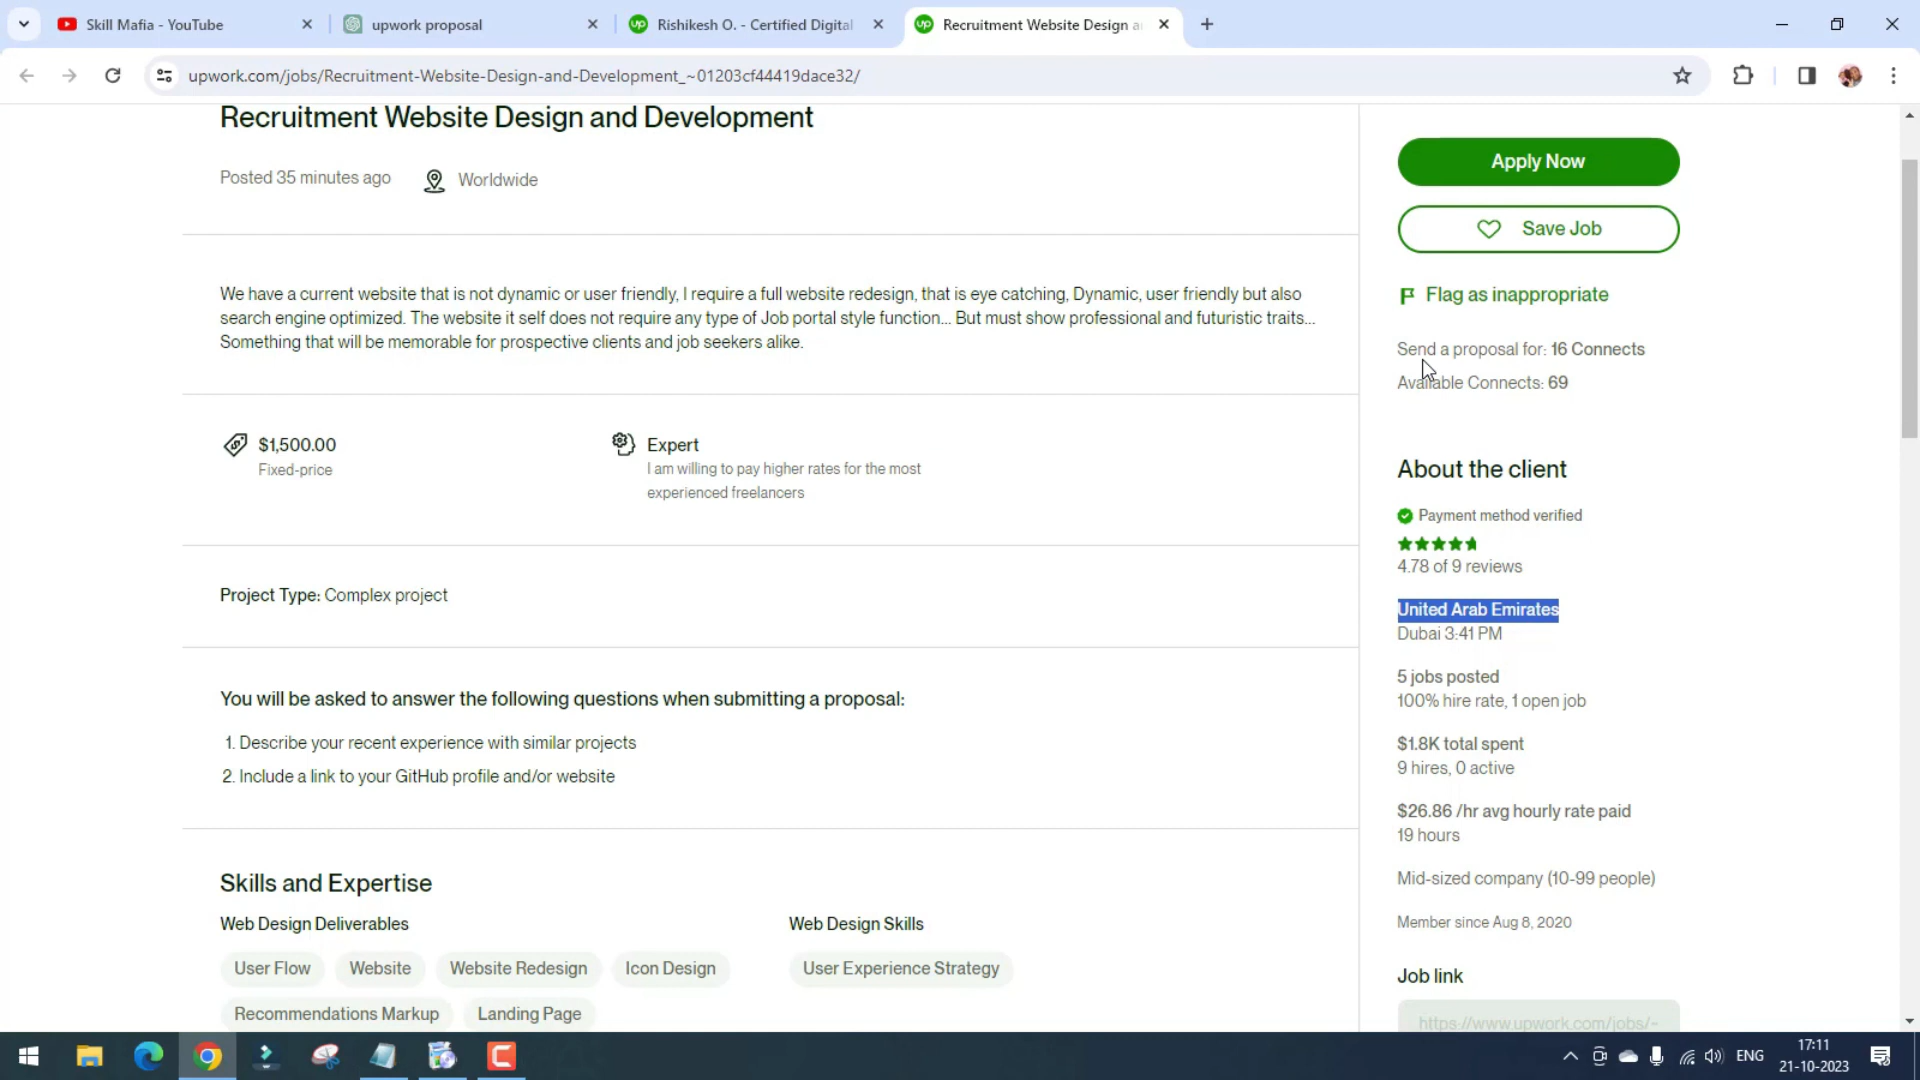 Skill Mafia - YouTube
upwork proposal
Rishikesh O. - Certified Digital
Recruitment Website Design a
upwork.com/jobs/Recruitment-Website-Design-and-Development_~01203cf44419dace32/
Recruitment Website Design and Development
Posted 35 minutes ago
Worldwide
We have a current website that is not dynamic or user friendly, I require a full website redesign, that is eye catching, Dynamic, user friendly but also
search engine optimized. The website it self does not require any type of Job portal style function... But must show professional and futuristic traits...
Something that will be memorable for prospective clients and job seekers alike.
$1,500.00
Fixed-price
Expert
I am willing to pay higher rates for the most
experienced freelancers
Project Type: Complex project
You will be asked to answer the following questions when submitting a proposal:
1. Describe your recent experience with similar projects
2. Include a link to your GitHub profile and/or website
Skills and Expertise
Web Design Deliverables
User Flow
Website
Website Redesign
Icon Design
Recommendations Markup
Landing Page
Web Design Skills
User Experience Strategy
Apply Now
Save Job
Flag as inappropriate
Send a proposal for: 16 Connects
Available Connects: 69
About the client
Payment method verified
4.78 of 9 reviews
United Arab Emirates
Dubai 3:41 PM
5 jobs posted
100% hire rate, 1 open job
$1.8K total spent
9 hires, 0 active
$26.86 /hr avg hourly rate paid
19 hours
Mid-sized company (10-99 people)
Member since Aug 8, 2020
Job link
https://www.upwork.com/jobs/~
ENG
17:11
21-10-2023